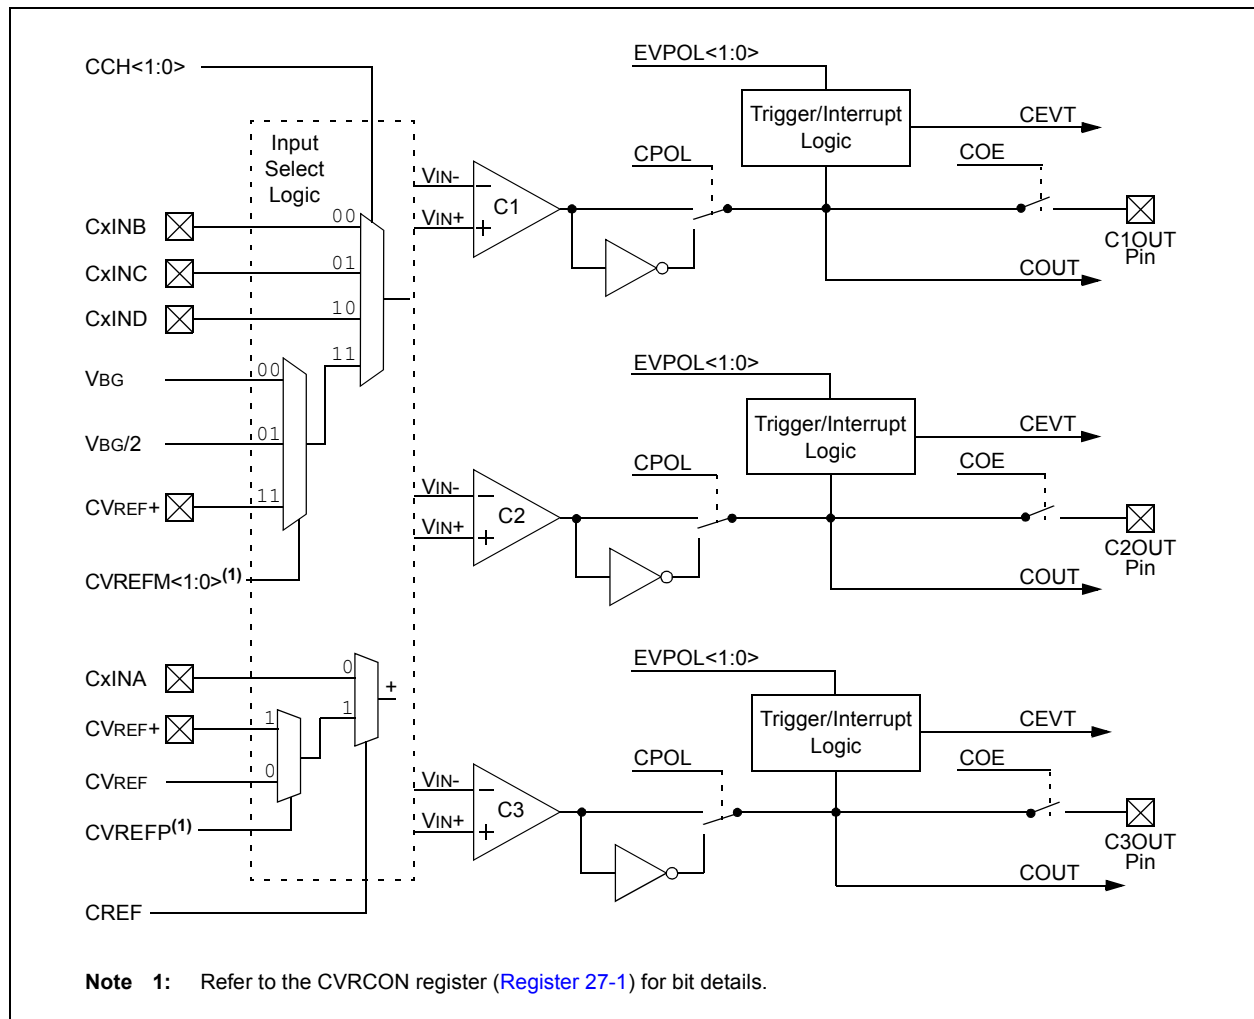 CCH<1:0>
Input
Select
Logic
CxINB
00
CxINC
01
CxIND
10
11
VBG
00
VBG/2
01
CVREF+
11
CVREFM<1:0>(1)
CxINA
0
+
CVREF+
1
1
CVREF
0
CVREFP(1)
CREF
EVPOL<1:0>
Trigger/Interrupt
Logic
CEVT
CPOL
COE
VIN-
–
VIN+
+
C1
C1OUT
Pin
COUT
EVPOL<1:0>
Trigger/Interrupt
Logic
CEVT
CPOL
COE
VIN-
–
VIN+
+
C2
C2OUT
Pin
COUT
EVPOL<1:0>
Trigger/Interrupt
Logic
CEVT
CPOL
COE
VIN-
–
VIN+
+
C3
C3OUT
Pin
COUT
Note 1: Refer to the CVRCON register (Register 27-1) for bit details.